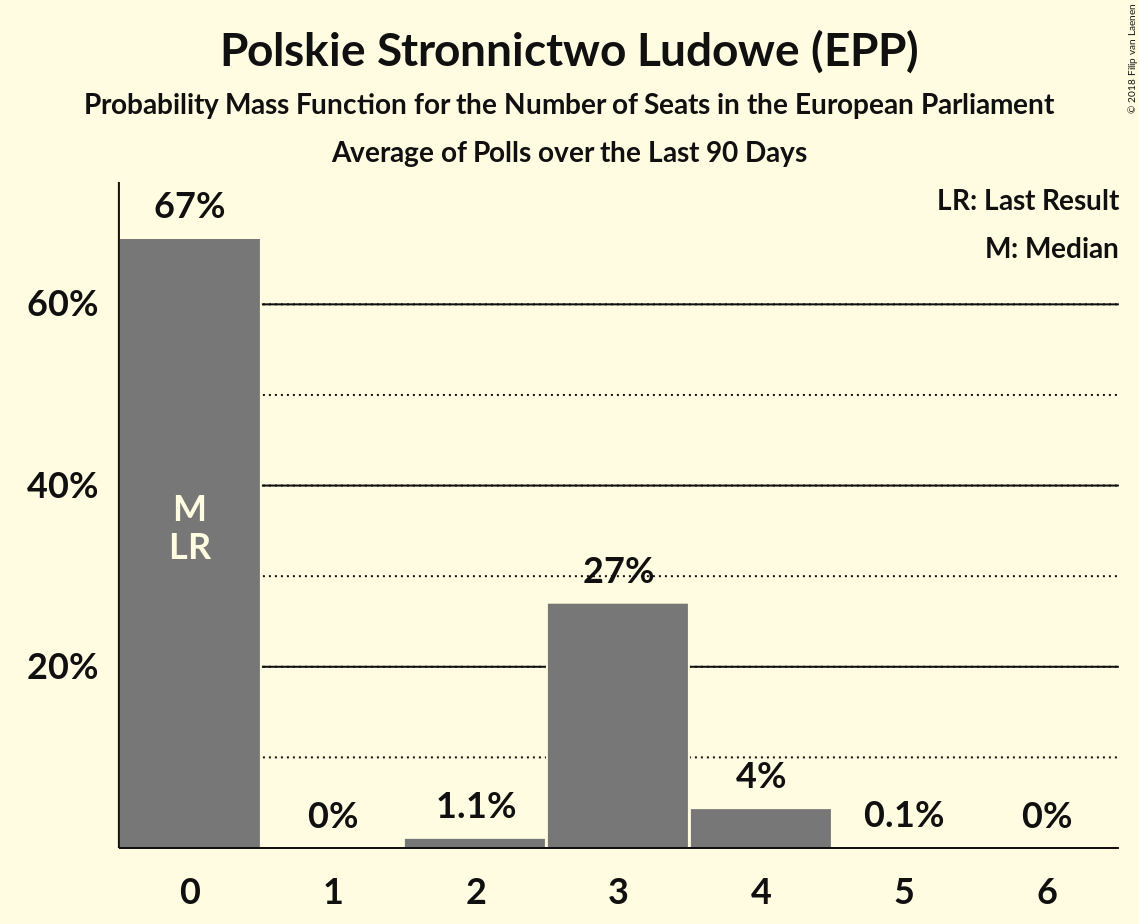 Polskie Stronnictwo Ludowe (EPP)
Probability Mass Function for the Number of Seats in the European Parliament
Average of Polls over the Last 90 Days
© 2018 Filip van Laenen
LR: Last Result
M: Median
67%
60%
40%
20%
M
LR
0%
1.1%
27%
4%
0.1%
0%
0 1 2 3 4 5 6